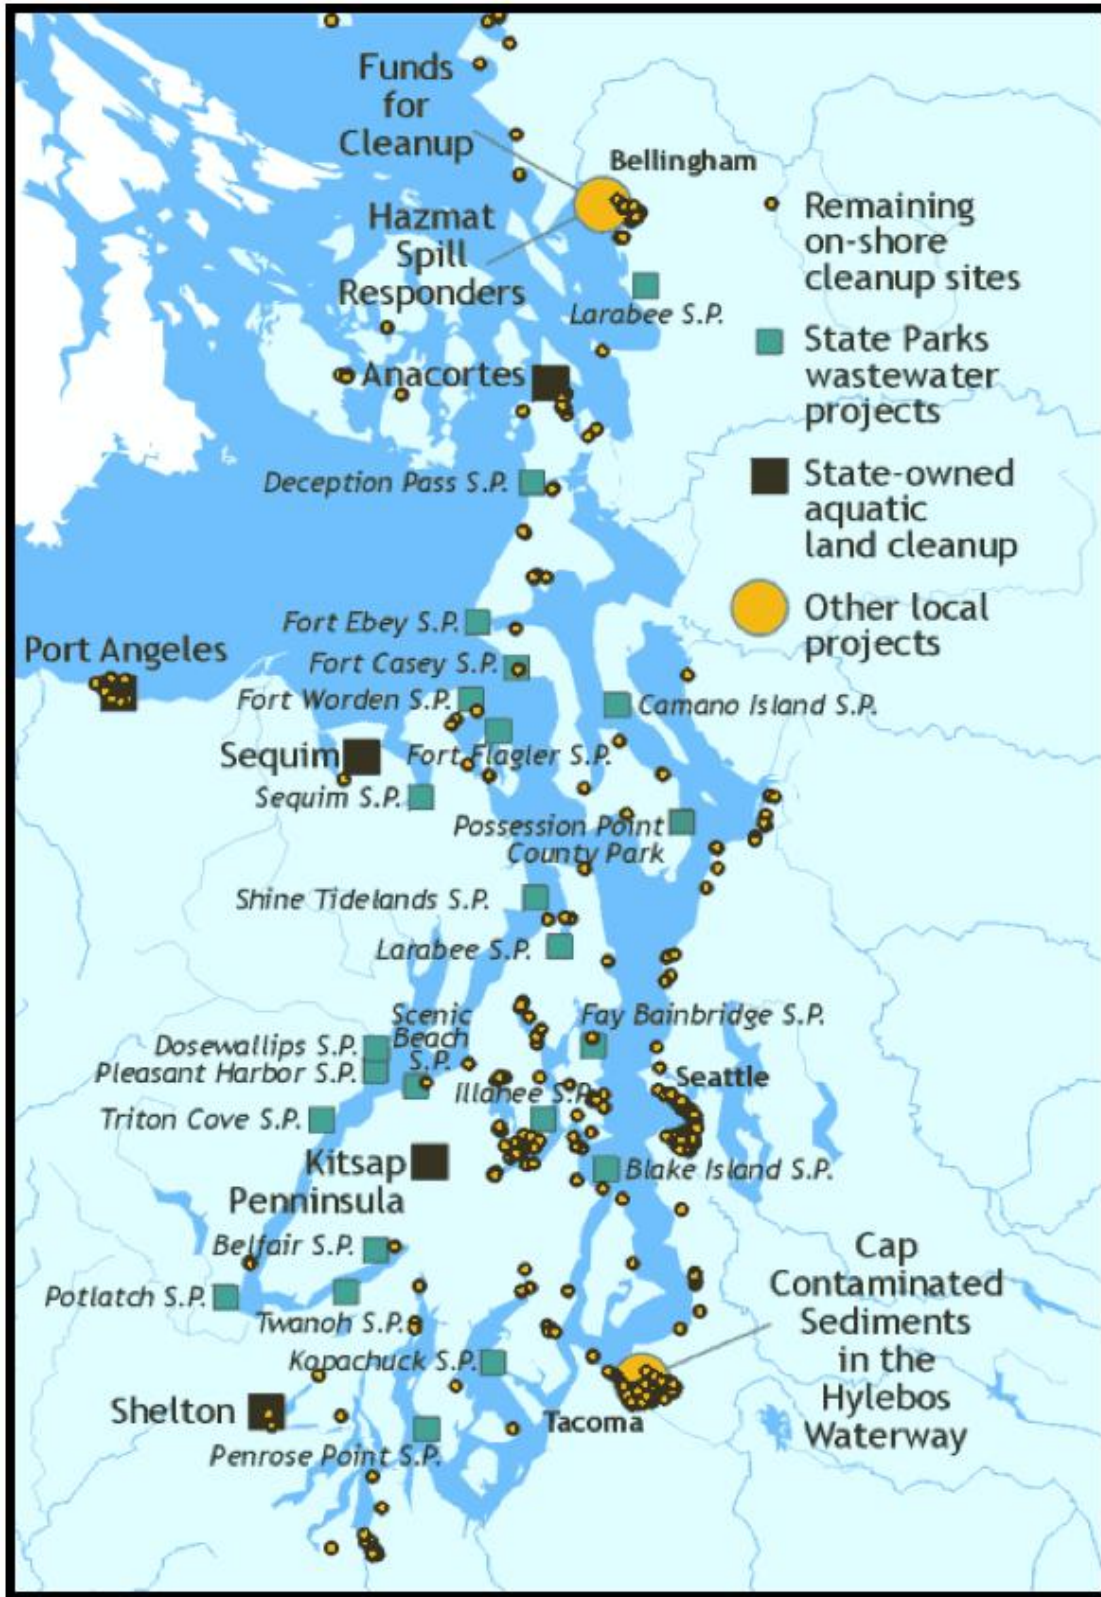 Funds
for
Cleanup
Bellingham
Hazmat
Spill
Responders
Remaining
on-shore
cleanup sites
Larabee S.P.
State Parks
wastewater
projects
Anacortes
State-owned
aquatic
land cleanup
Deception Pass S.P.
Other local
projects
Fort Ebey S.P.
Port Angeles
Fort Casey S.P.
Fort Worden S.P.
Camano Island S.P.
Sequim
Fort Flagler S.P.
Sequim S.P.
Possession Point
County Park
Shine Tidelands S.P.
Larabee S.P.
Scenic
Beach
S.P.
Fay Bainbridge S.P.
Dosewallips S.P.
Pleasant Harbor S.P.
Seattle
Illahee S.P.
Triton Cove S.P.
Kitsap
Penninsula
Blake Island S.P.
Belfair S.P.
Cap
Contaminated
Sediments
in the
Hylebos
Waterway
Potlatch S.P.
Twanoh S.P.
Kopachuck S.P.
Shelton
Tacoma
Penrose Point S.P.